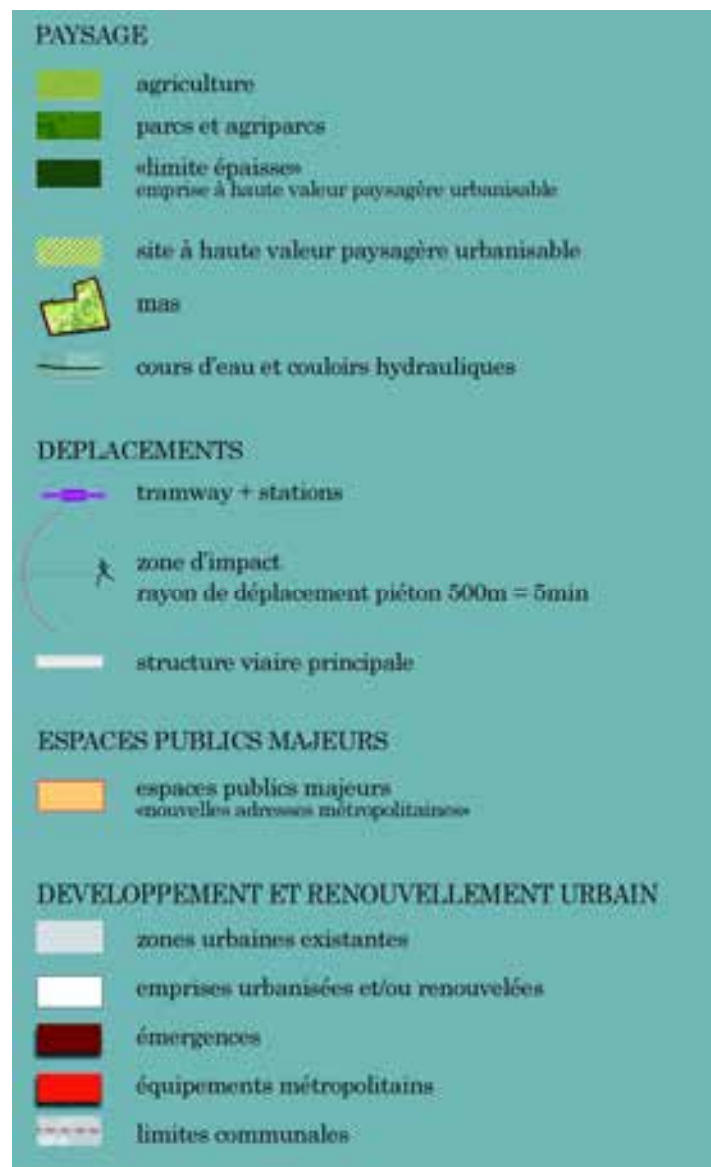 PAYSAGE
agriculture
parcs et agriparcs
«limite épaisse»
emprise à haute valeur paysagère urbanisable
site à haute valeur paysagère urbanisable
mas
cours d'eau et couloirs hydrauliques
DEPLACEMENTS
tramway + stations
zone d'impact
rayon de déplacement piéton 500m = 5min
structure viaire principale
ESPACES PUBLICS MAJEURS
espaces publics majeurs
«nouvelles adresses métropolitaines»
DEVELOPPEMENT ET RENOUVELLEMENT URBAIN
zones urbaines existantes
emprises urbanisées et/ou renouvelées
émergences
équipements métropolitains
limites communales